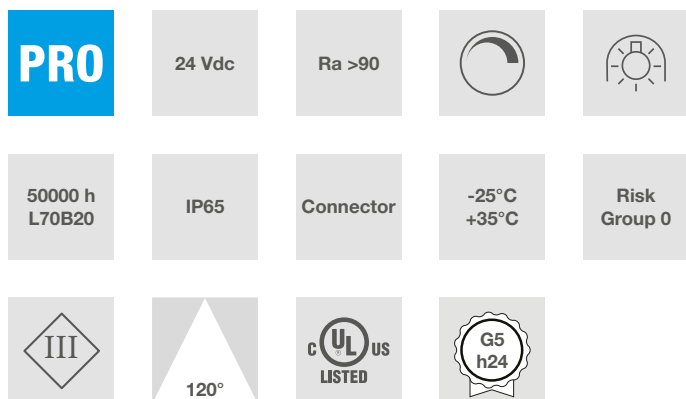 PRO
24 Vdc
Ra >90
50000 h
L70B20
IP65
Connector
-25°C
+35°C
Risk
Group 0
III
120°
C UL US
®
LISTED
G5
h24